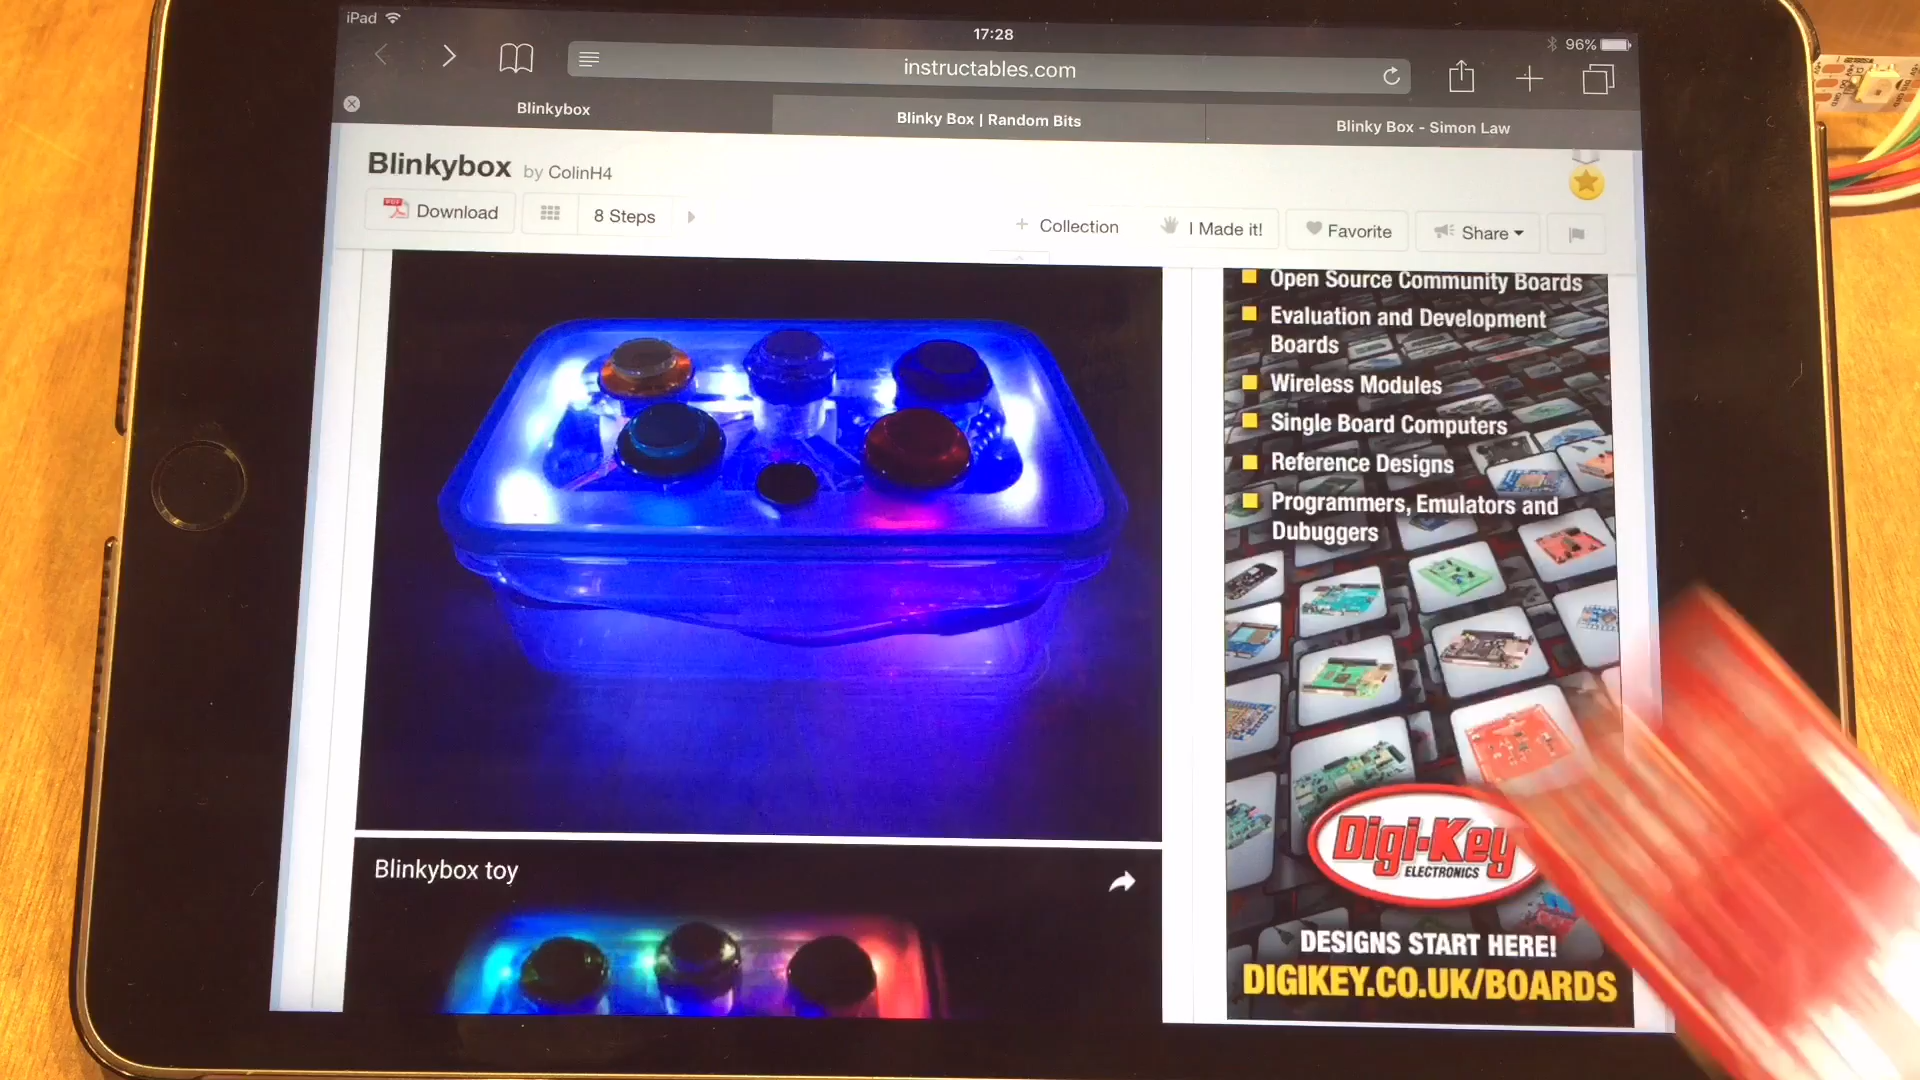 iPad
17:28
96%
instructables.com
Blinkybox
Blinky Box | Random Bits
Blinky Box - Simon Law
Blinkybox by ColinH4
Download
8 Steps
+ Collection
I Made it!
Favorite
Share
Open Source Community Boards
Evaluation and Development
Boards
Wireless Modules
Single Board Computers
Reference Designs
Programmers, Emulators and
Dubuggers
Digi-Key
ELECTRONICS
DESIGNS START HERE!
DIGIKEY.CO.UK/BOARDS
Blinkybox toy